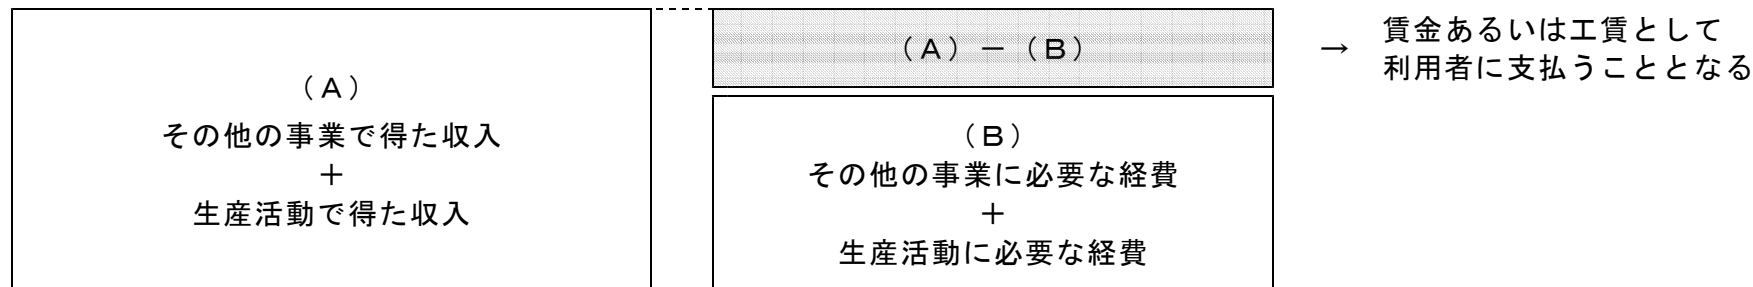 （Ａ）
その他の事業で得た収入
＋
生産活動で得た収入
（Ａ）－（Ｂ）
（Ｂ）
その他の事業に必要な経費
＋
生産活動に必要な経費
→
賃金あるいは工賃として
利用者に支払うこととなる